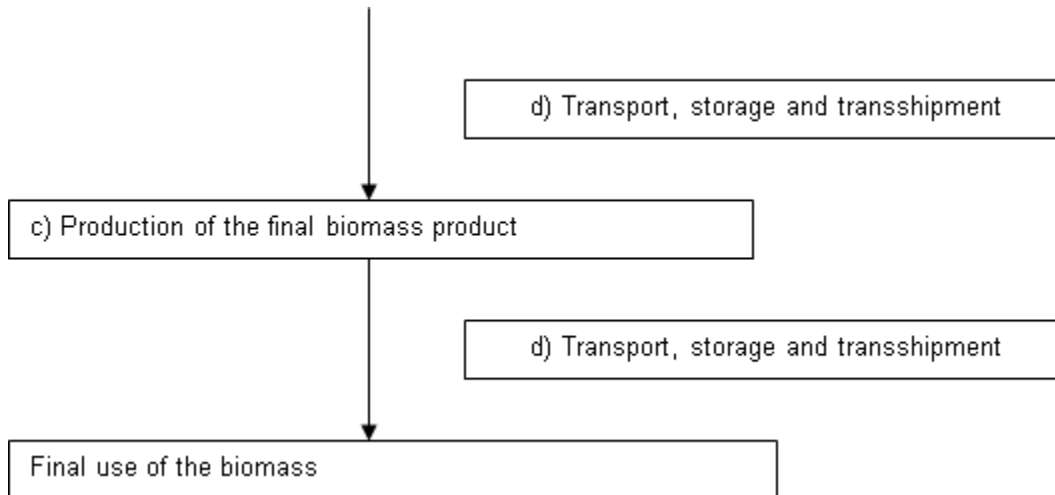 d) Transport, storage and transshipment
c) Production of the final biomass product
d) Transport, storage and transshipment
Final use of the biomass